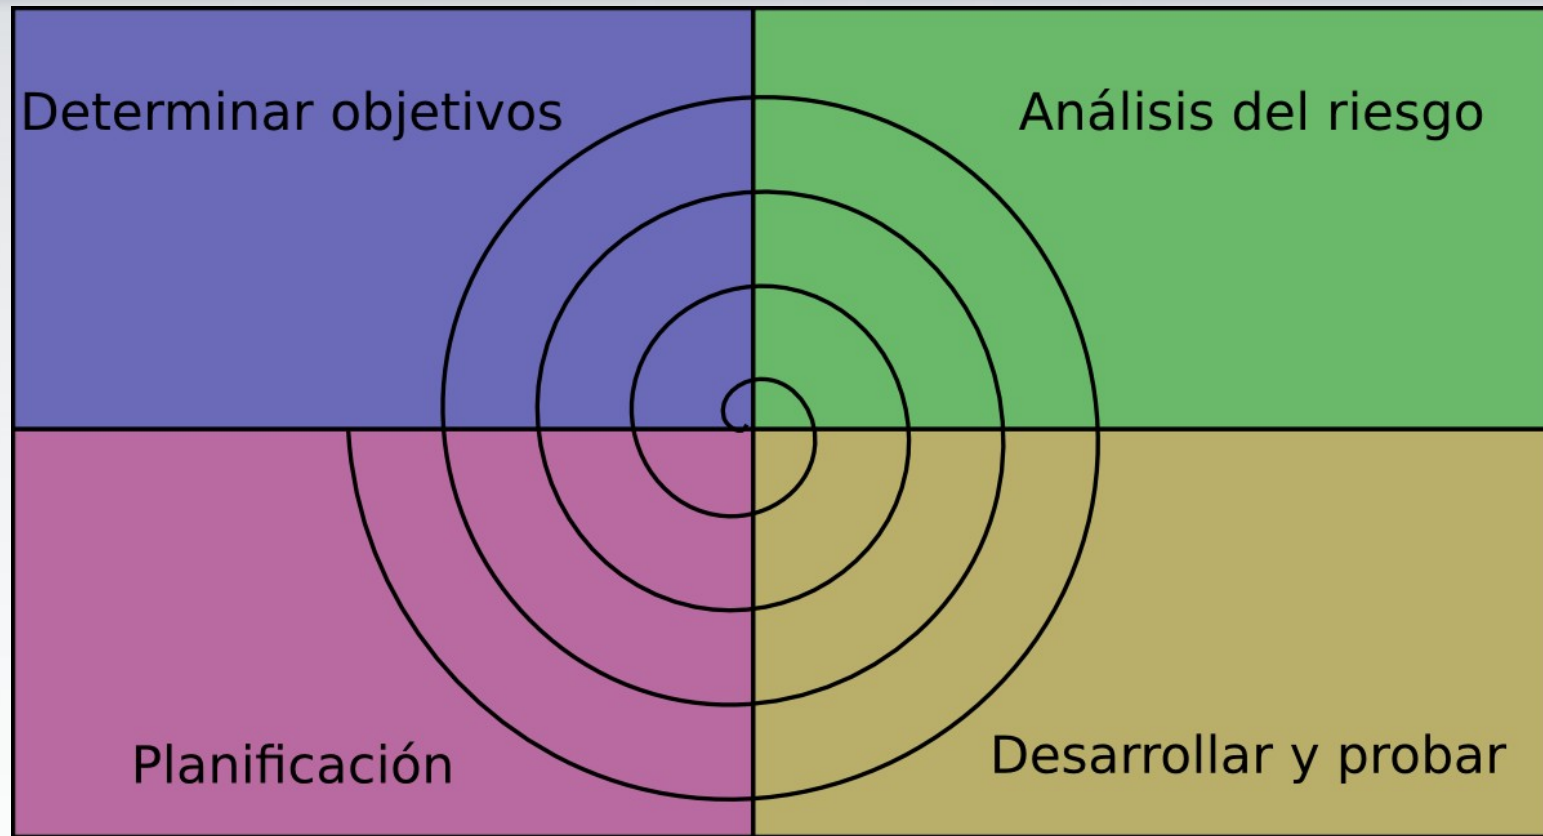 Determinar objetivos
Análisis del riesgo
Planificación
Desarrollar y probar